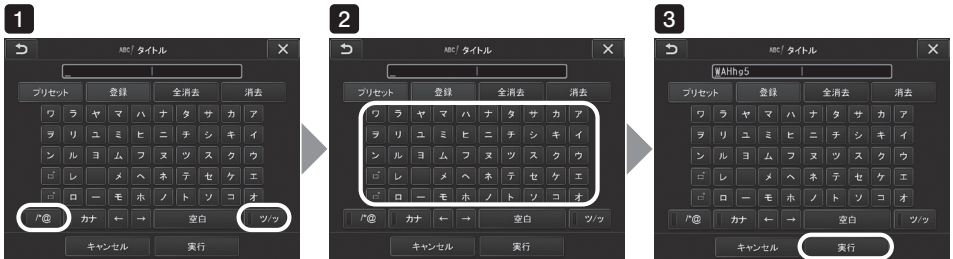 1
ABC タイトル
プリセット 登録 全消去 消去
ワ ラ ヤ マ ハ ナ タ サ カ ア
ヲ リ ユ ミ ヒ ニ チ シ キ イ
ン ル ヨ ム フ ヌ ツ ス ク ウ
レ メ ヘ ネ テ セ ケ エ
ロ ー モ ホ ノ ト ソ コ オ
/*@ カナ ← → 空白 ツ/ッ
キャンセル 実行
2
ABC タイトル
プリセット 登録 全消去 消去
ワ ラ ヤ マ ハ ナ タ サ カ ア
ヲ リ ユ ミ ヒ ニ チ シ キ イ
ン ル ヨ ム フ ヌ ツ ス ク ウ
レ メ ヘ ネ テ セ ケ エ
ロ ー モ ホ ノ ト ソ コ オ
/*@ カナ ← → 空白 ツ/ッ
キャンセル 実行
3
ABC タイトル
WAHhg5
プリセット 登録 全消去 消去
ワ ラ ヤ マ ハ ナ タ サ カ ア
ヲ リ ユ ミ ヒ ニ チ シ キ イ
ン ル ヨ ム フ ヌ ツ ス ク ウ
レ メ ヘ ネ テ セ ケ エ
ロ ー モ ホ ノ ト ソ コ オ
/*@ カナ ← → 空白 ツ/ッ
キャンセル 実行